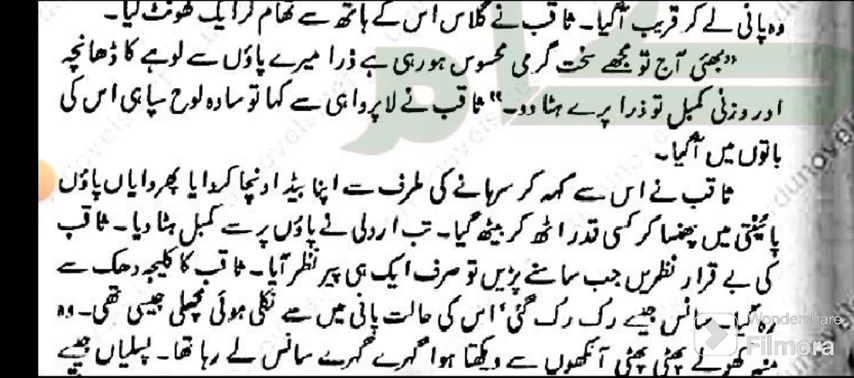 وہ پانی لے کر قریب آ گیا۔ ثاقب نے گلاس اس کے ہاتھ سے تھام کر ایک گھونٹ لیا۔
"بھئی آج تو مجھے سخت گرمی محسوس ہو رہی ہے ذرا میرے پاؤں سے لوہے کا ڈھانچہ
اور وزنی کمبل تو ذرا پرے ہٹا دو۔" ثاقب نے لاپرواہی سے کہا تو سادہ لوح سپاہی اس کی
باتوں میں آ گیا۔
ثاقب نے اس سے کہہ کر سرہانے کی طرف سے اپنا بیڈ اونچا کروایا پھر دایاں پاؤں
پائینتی میں پھنسا کر کسی قدر اٹھ کر بیٹھ گیا۔ تب اردلی نے پاؤں پر سے کمبل ہٹا دیا۔ ثاقب
کی بے قرار نظریں جب سامنے پڑیں تو صرف ایک ہی پیر نظر آیا۔ ثاقب کا کلیجہ دھک سے
رہ گیا۔ سانس جیسے رک رک گئی' اس کی حالت پانی میں سے نکلی ہوئی مچھلی جیسی تھی۔ وہ
منہ کھولے پھٹی پھٹی آنکھوں سے دیکھتا ہوا گہرے گہرے سانس لے رہا تھا۔ پسلیاں جیسے
Wondershare
Filmora